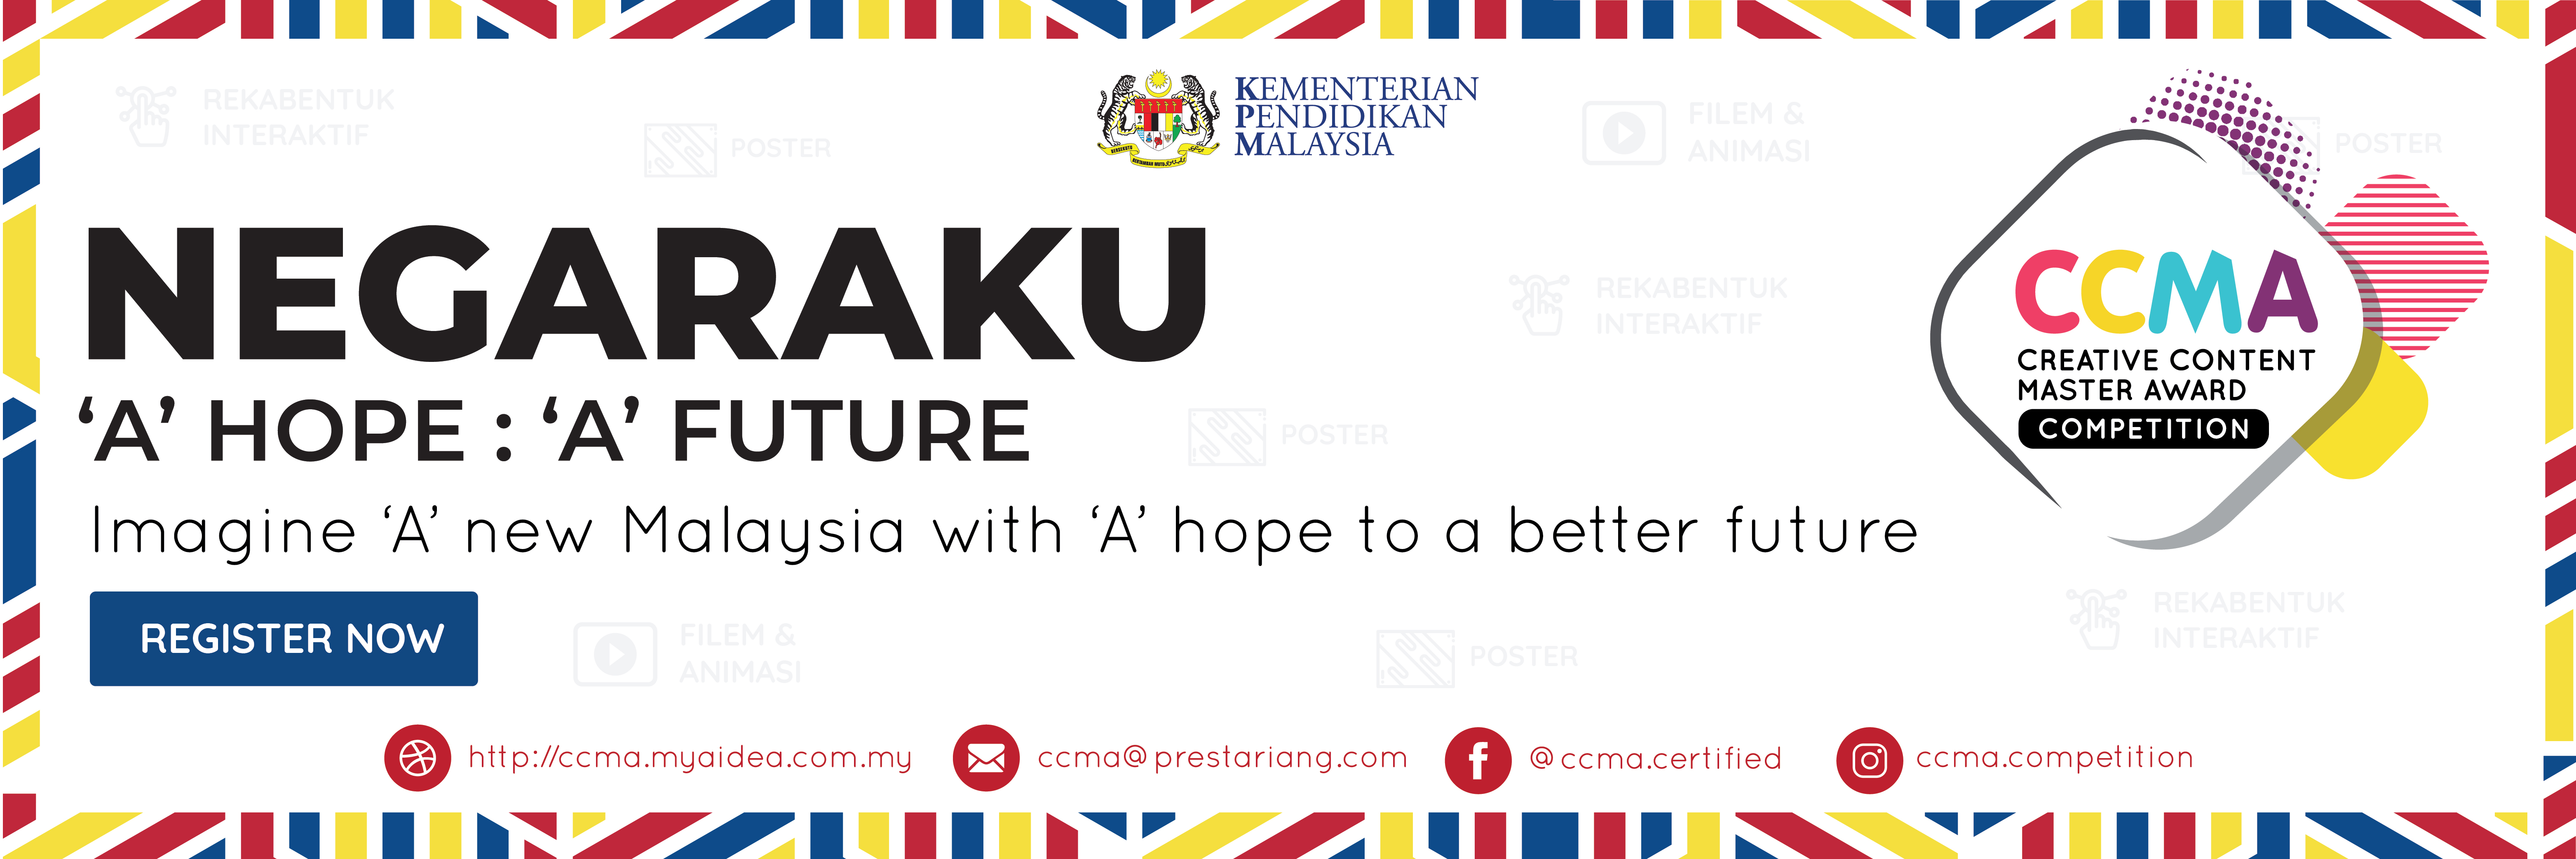 REKABENTUK
INTERAKTIF
POSTER
KEMENTERIAN
PENDIDIKAN
MALAYSIA
FILEM &
ANIMASI
POSTER
NEGARAKU
REKABENTUK
INTERAKTIF
CCMA
CREATIVE CONTENT
MASTER AWARD
COMPETITION
‘A’ HOPE : ‘A’ FUTURE
POSTER
Imagine ‘A’ new Malaysia with ‘A’ hope to a better future
REGISTER NOW
FILEM &
ANIMASI
POSTER
REKABENTUK
INTERAKTIF
http://ccma.myaidea.com.my
ccma@prestariang.com
@ccma.certified
ccma.competition